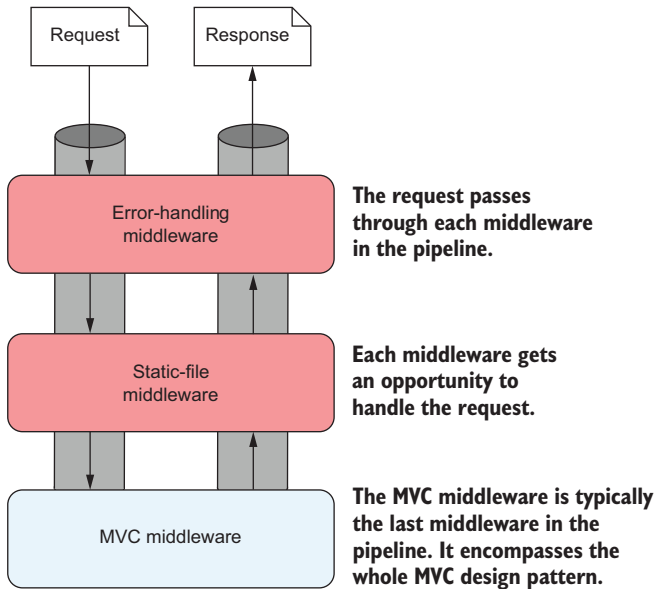 Request
Response
Error-handling
middleware
The request passes
through each middleware
in the pipeline.
Static-file
middleware
Each middleware gets
an opportunity to
handle the request.
MVC middleware
The MVC middleware is typically
the last middleware in the
pipeline. It encompasses the
whole MVC design pattern.